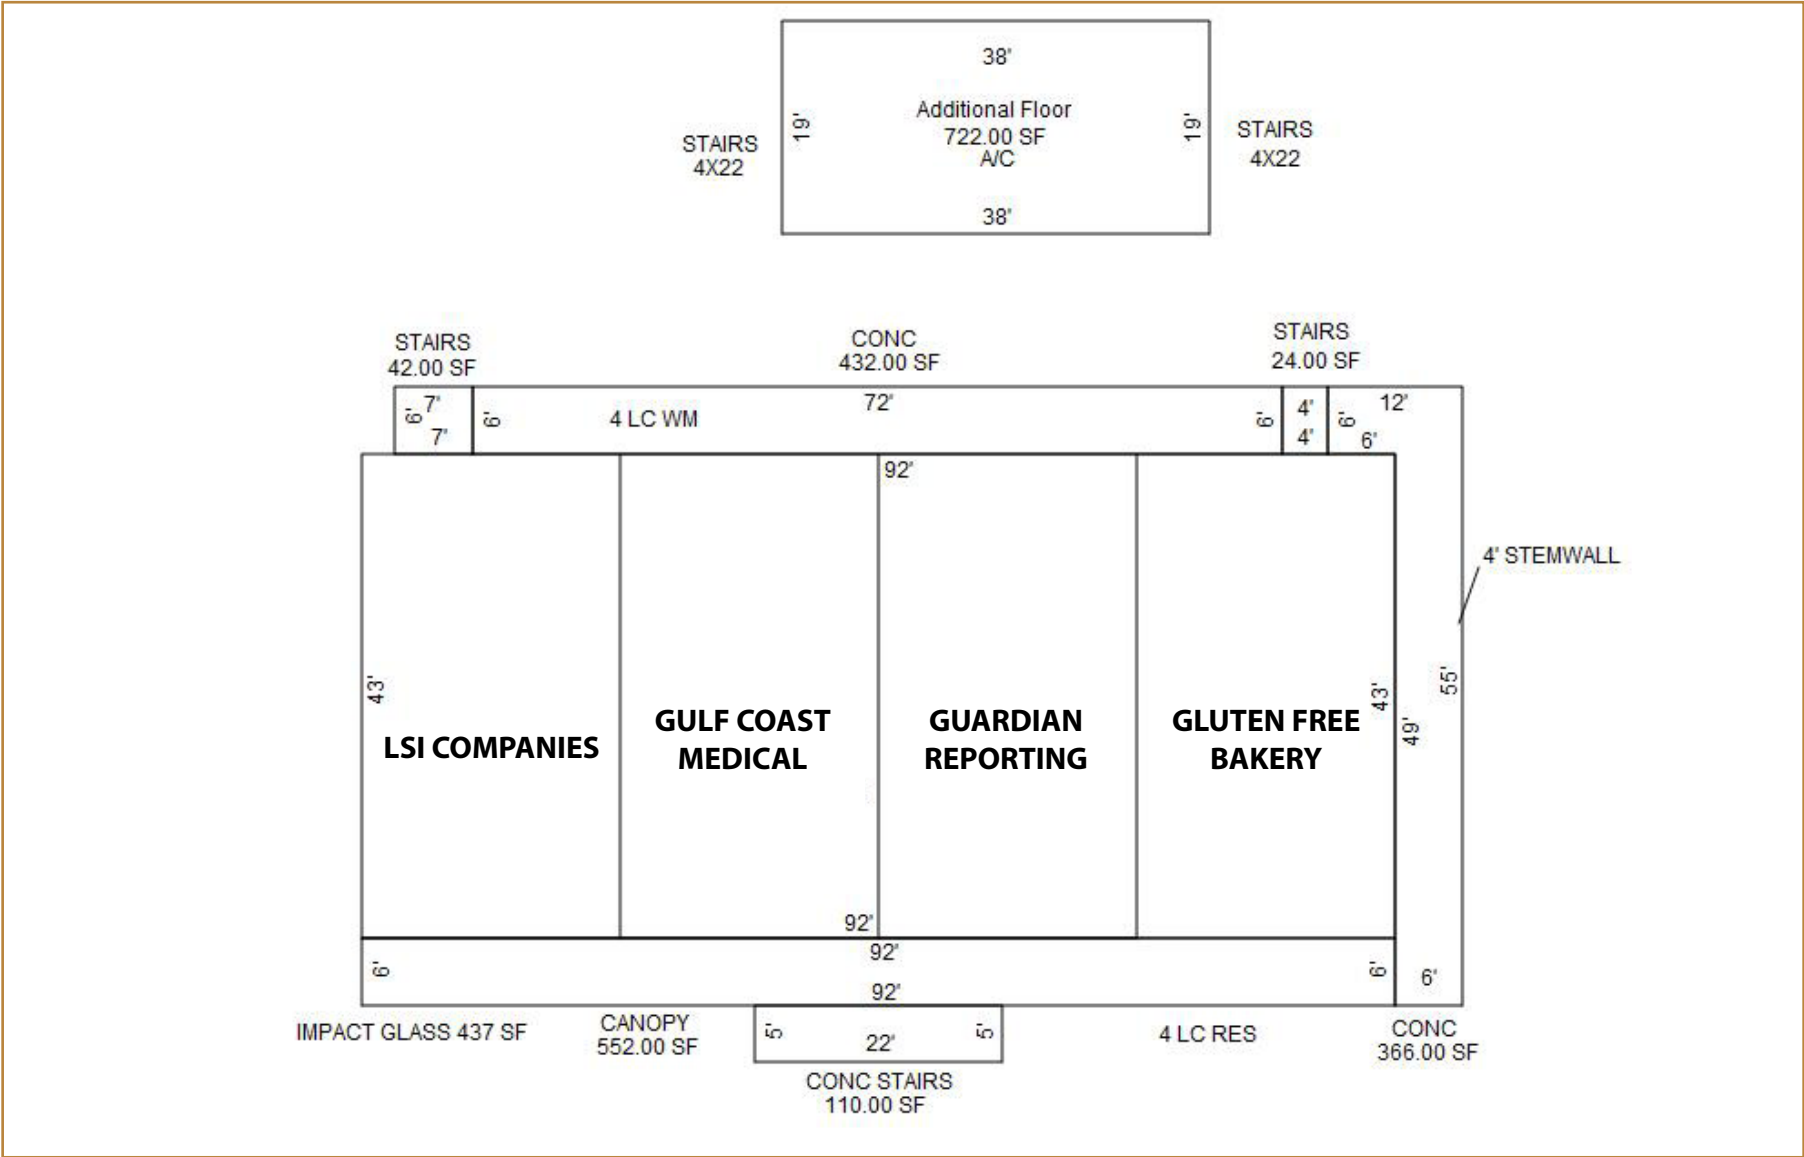 38'
Additional Floor
722.00 SF
A/C
19'
19'
38'
STAIRS
4X22
STAIRS
4X22
STAIRS
42.00 SF
CONC
432.00 SF
STAIRS
24.00 SF
7'
6'
7'
6'
4 LC WM
72'
6'
4'
4'
6'
12'
6'
92'
4' STEMWALL
43'
LSI COMPANIES
GULF COAST
MEDICAL
GUARDIAN
REPORTING
GLUTEN FREE
BAKERY
43'
49'
55'
92'
92'
6'
6'
6'
92'
IMPACT GLASS 437 SF
CANOPY
552.00 SF
5'
22'
5'
4 LC RES
CONC
366.00 SF
CONC STAIRS
110.00 SF